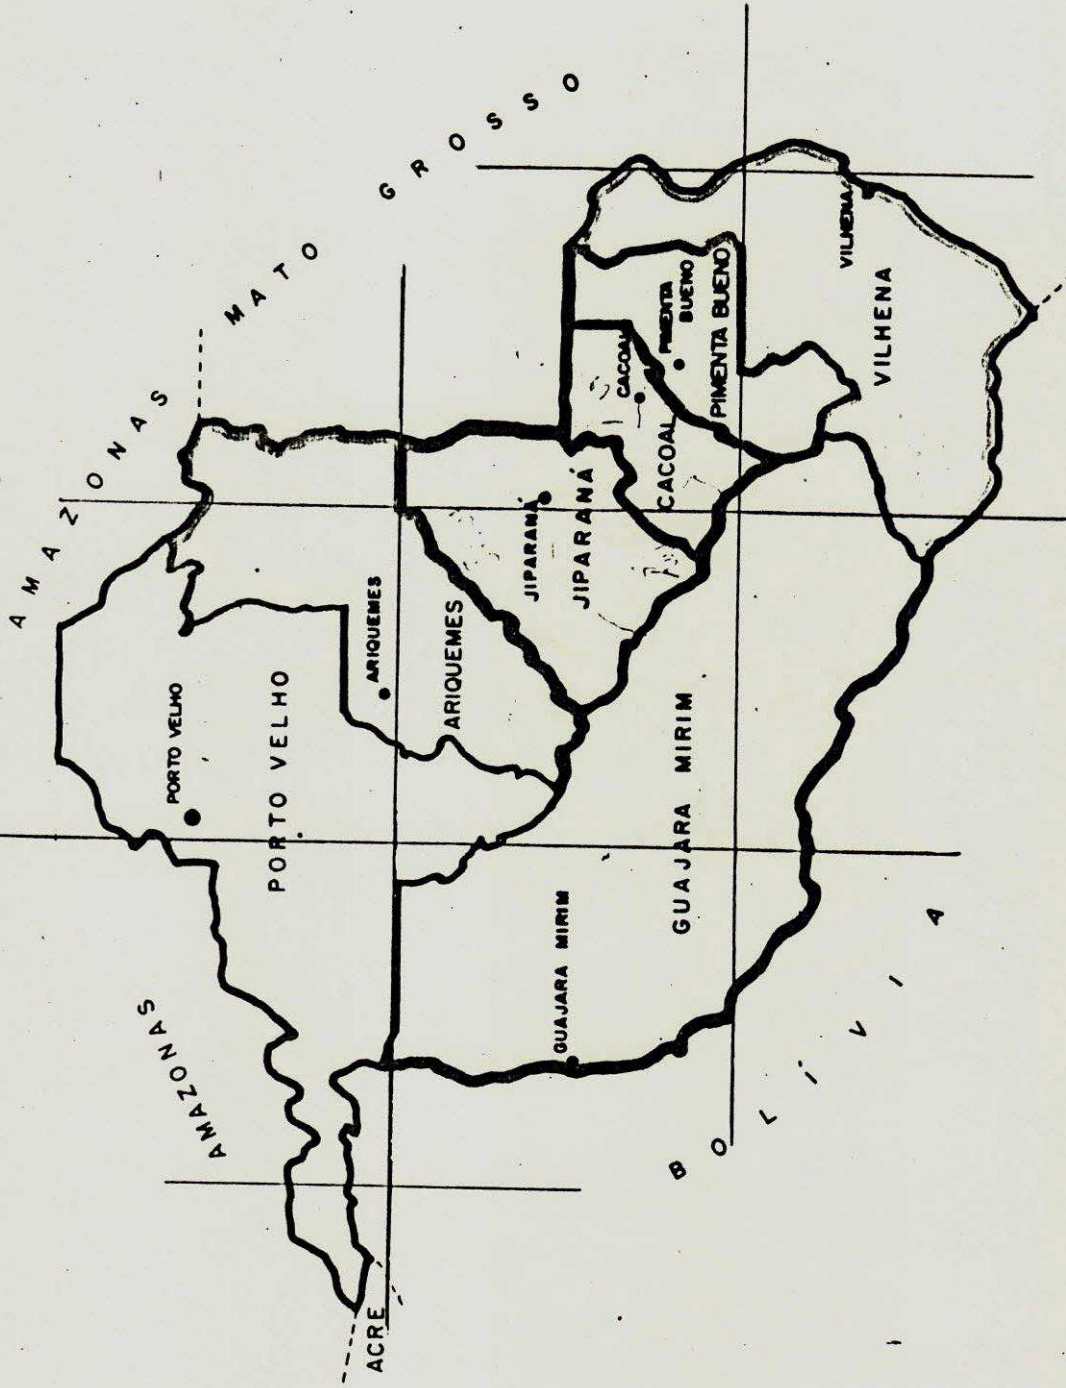 AMAZONAS
AMAZONAS
MATO GROSSO
ACRE
BOLIVIA
PORTO VELHO
PORTO VELHO
ARIQUEMES
ARIQUEMES
JIPARANÁ
JIPARANÁ
CACOAL
CACOAL
PIMENTA
BUENO
PIMENTA BUENO
GUAJARA MIRIM
GUAJARA MIRIM
VILHENA
VILHENA